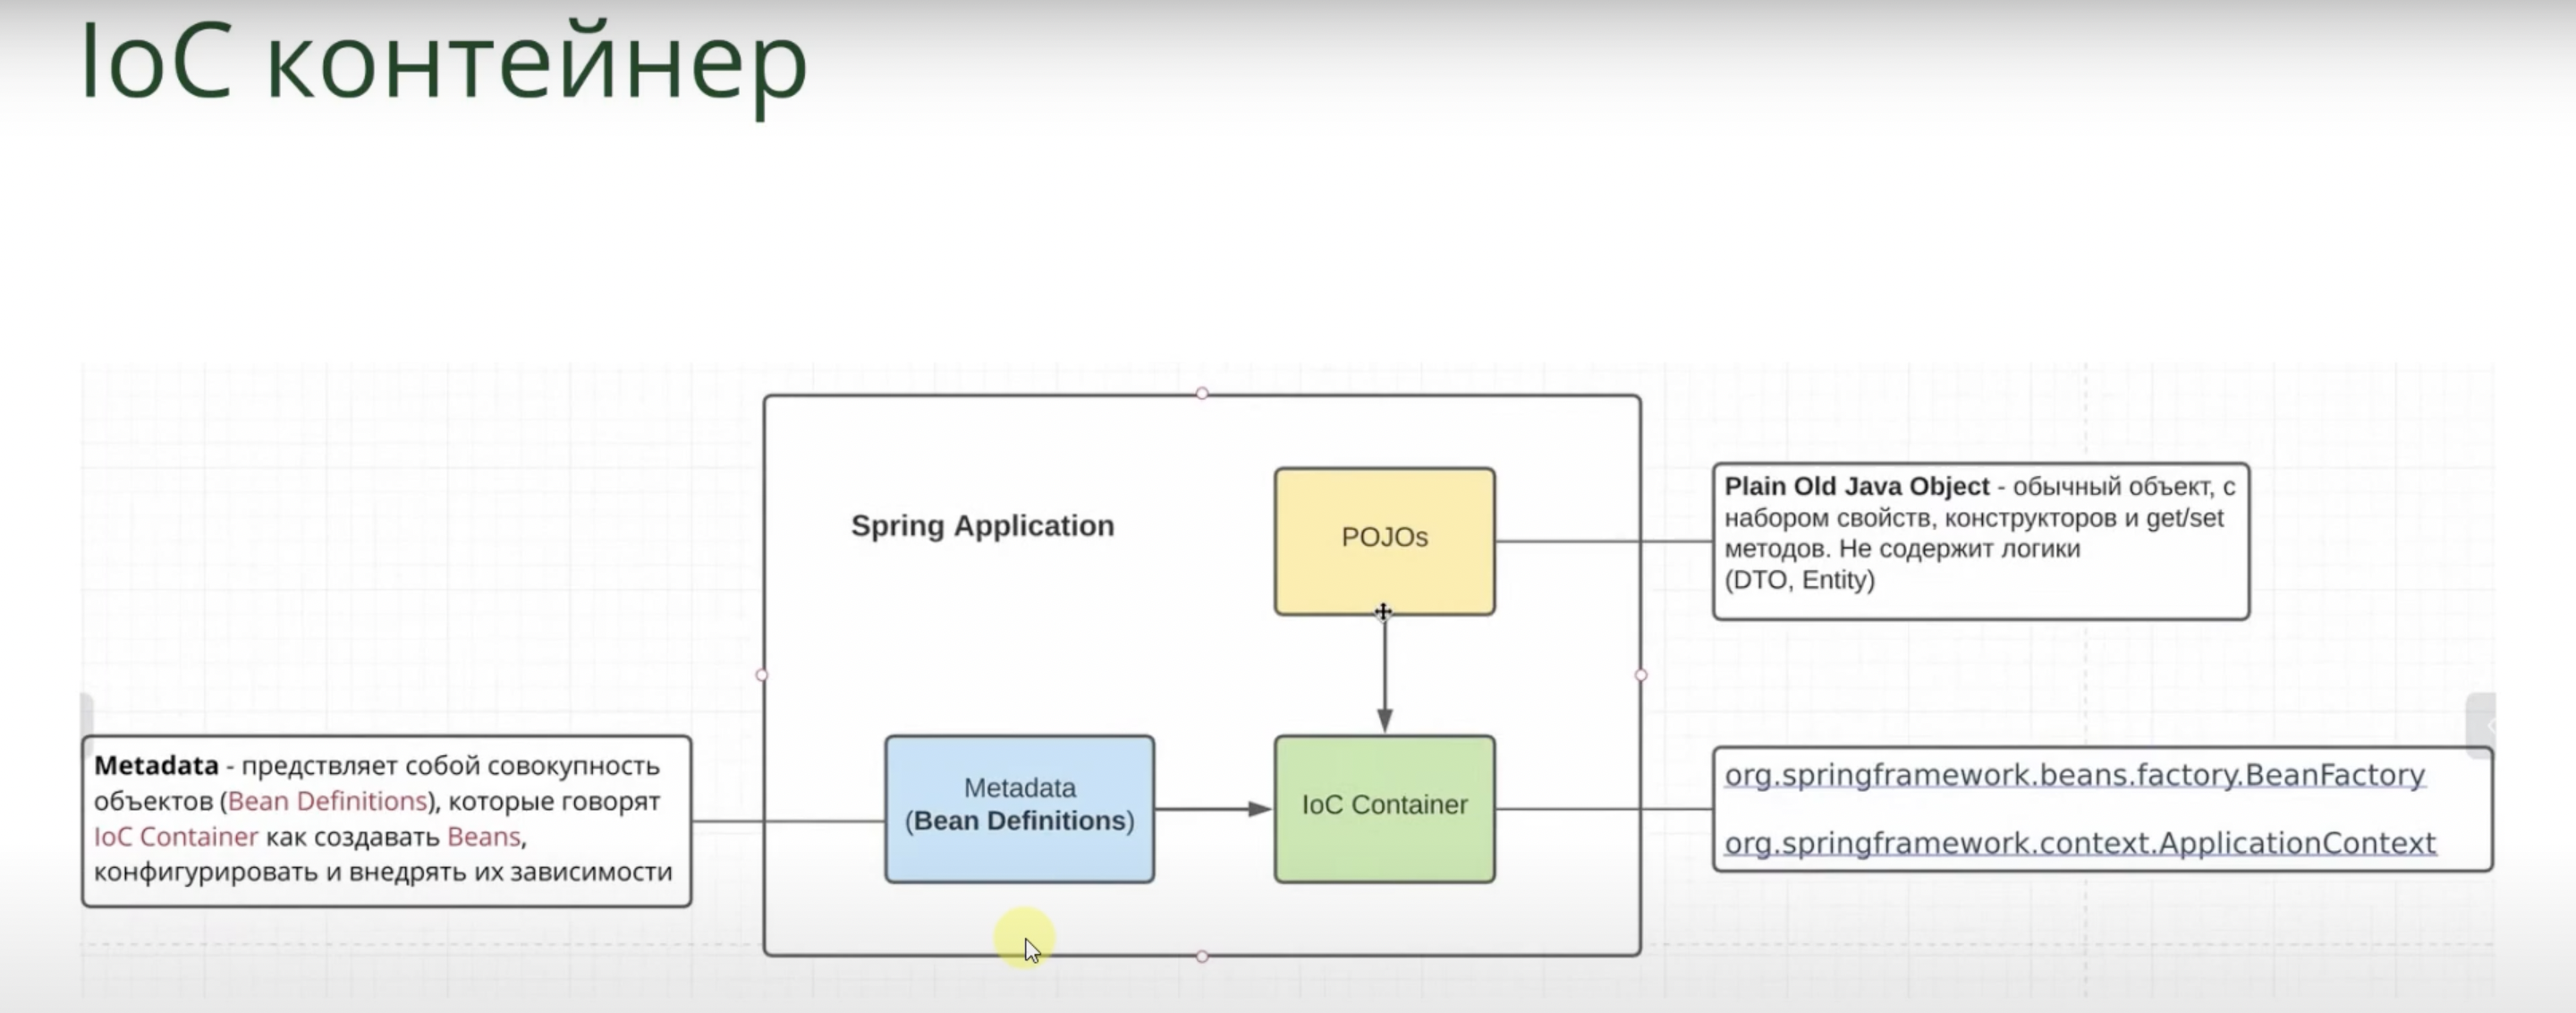 IoC контейнер
Spring Application
POJOs
Plain Old Java Object - обычный объект, с
набором свойств, конструкторов и get/set
методов. Не содержит логики
(DTO, Entity)
Metadata - предствляет собой совокупность
объектов (Bean Definitions), которые говорят
IoC Container как создавать Beans,
конфигурировать и внедрять их зависимости
Metadata
(Bean Definitions)
IoC Container
org.springframework.beans.factory.BeanFactory
org.springframework.context.ApplicationContext